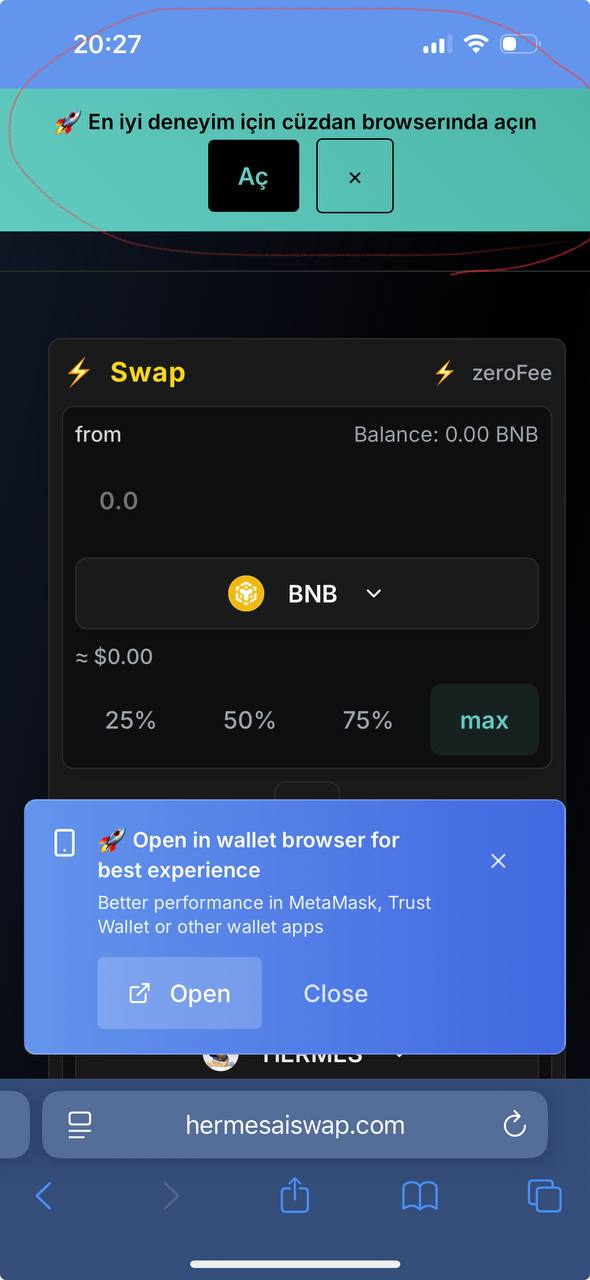 20:27
🚀 En iyi deneyim için cüzdan browserında açın
Aç ×
⚡ Swap ⚡ zeroFee
from Balance: 0.00 BNB
0.0
BNB
≈ $0.00
25% 50% 75% max
🚀 Open in wallet browser for
best experience
Better performance in MetaMask, Trust
Wallet or other wallet apps
Open Close
HERMES
hermesaiswap.com